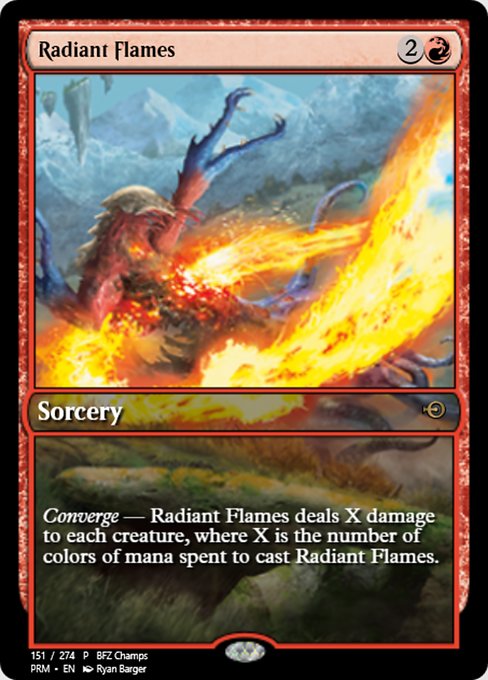 Radiant Flames 2
Sorcery
Converge — Radiant Flames deals X damage
to each creature, where X is the number of
colors of mana spent to cast Radiant Flames.
151 / 274 P BFZ Champs
PRM • EN Ryan Barger